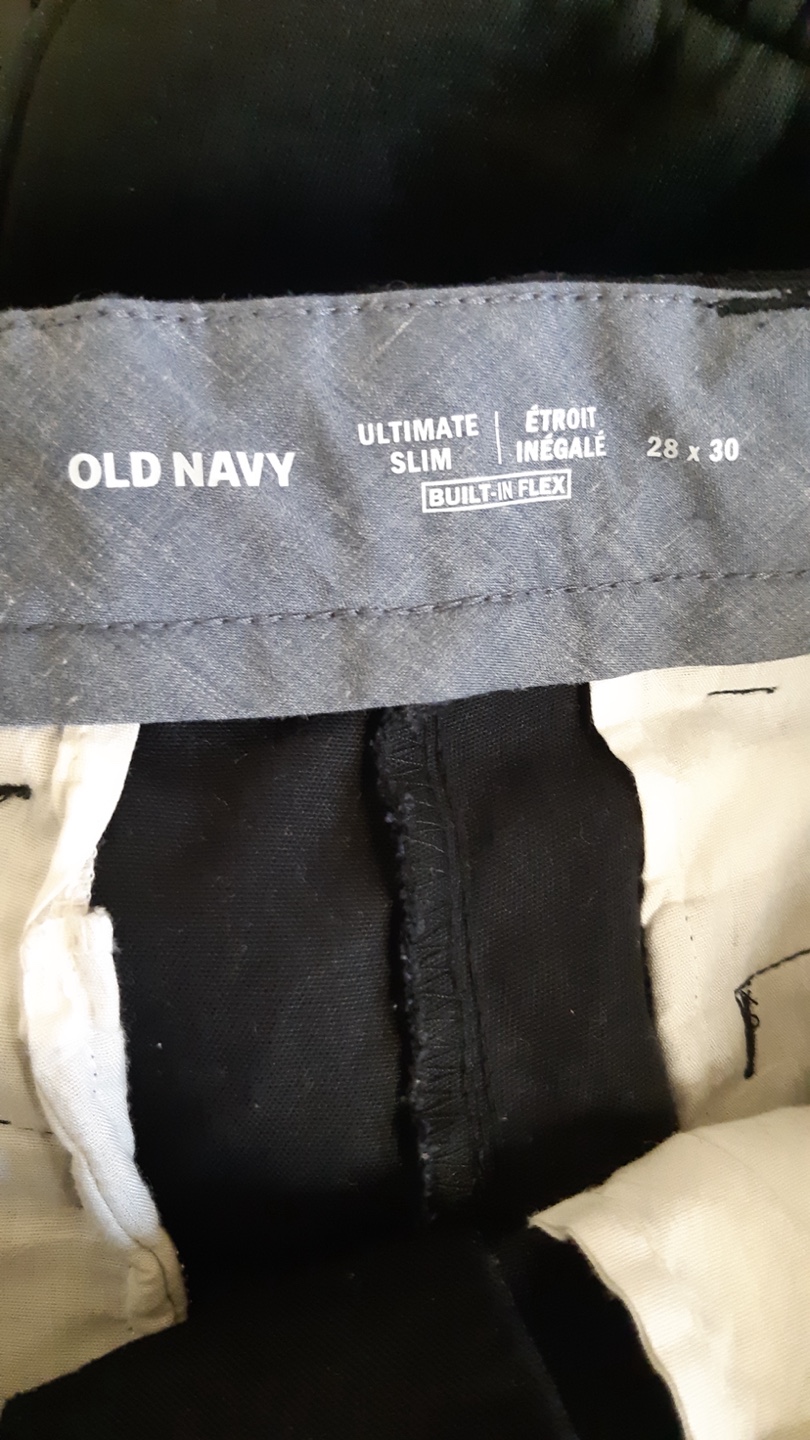 OLD NAVY
ULTIMATE
SLIM
ÉTROIT
INÉGALÉ
BUILT-IN FLEX
28 x 30